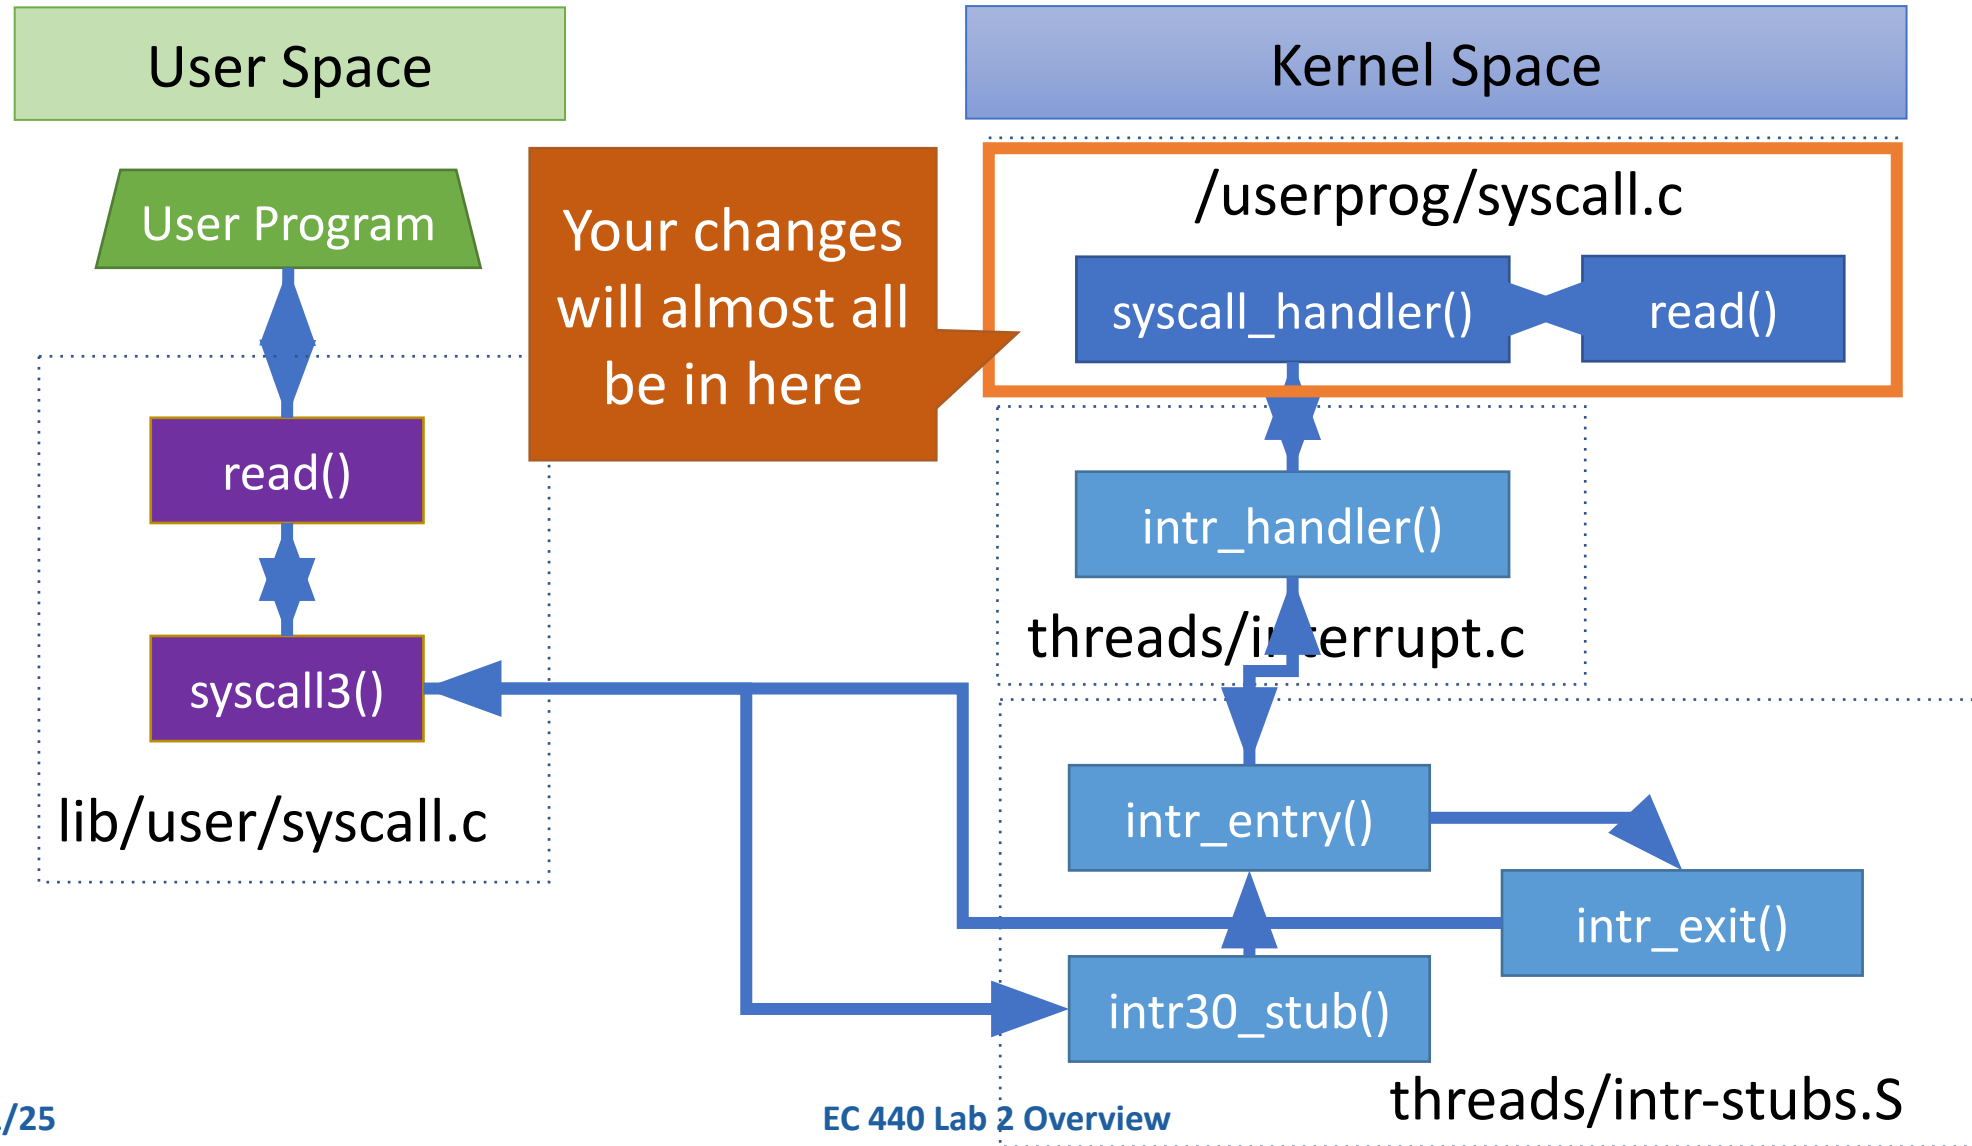 User Space
Kernel Space
User Program
Your changes
will almost all
be in here
/userprog/syscall.c
syscall_handler()
read()
read()
intr_handler()
threads/interrupt.c
syscall3()
lib/user/syscall.c
intr_entry()
intr_exit()
intr30_stub()
threads/intr-stubs.S
/25
EC 440 Lab 2 Overview